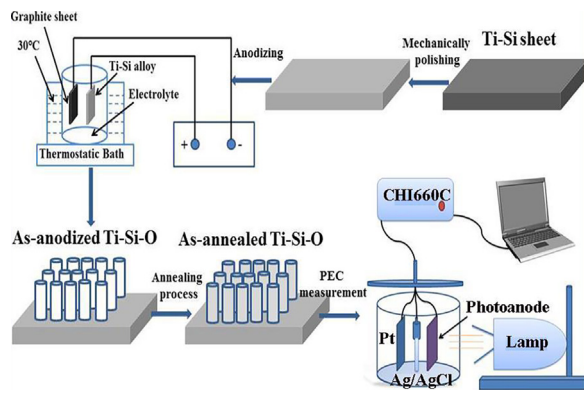 Graphite sheet
30°C
Ti-Si alloy
Electrolyte
Thermostatic Bath
+
-
Anodizing
Mechanically
polishing
Ti-Si sheet
As-anodized Ti-Si-O
Annealing
process
As-annealed Ti-Si-O
PEC
measurement
CHI660C
Pt
Ag/AgCl
Photoanode
Lamp